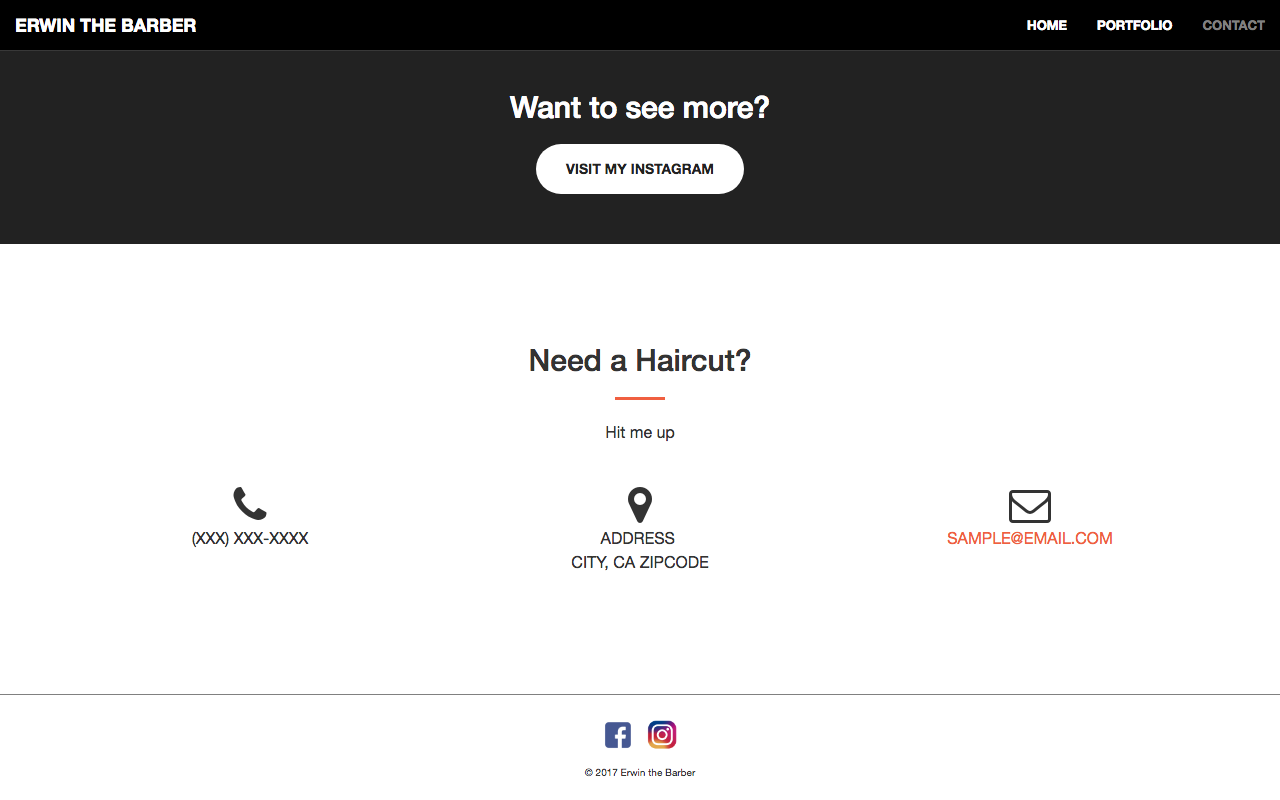 ERWIN THE BARBER
HOME PORTFOLIO CONTACT
Want to see more?
VISIT MY INSTAGRAM
Need a Haircut?
Hit me up
(XXX) XXX-XXXX
ADDRESS
CITY, CA ZIPCODE
SAMPLE@EMAIL.COM
© 2017 Erwin the Barber